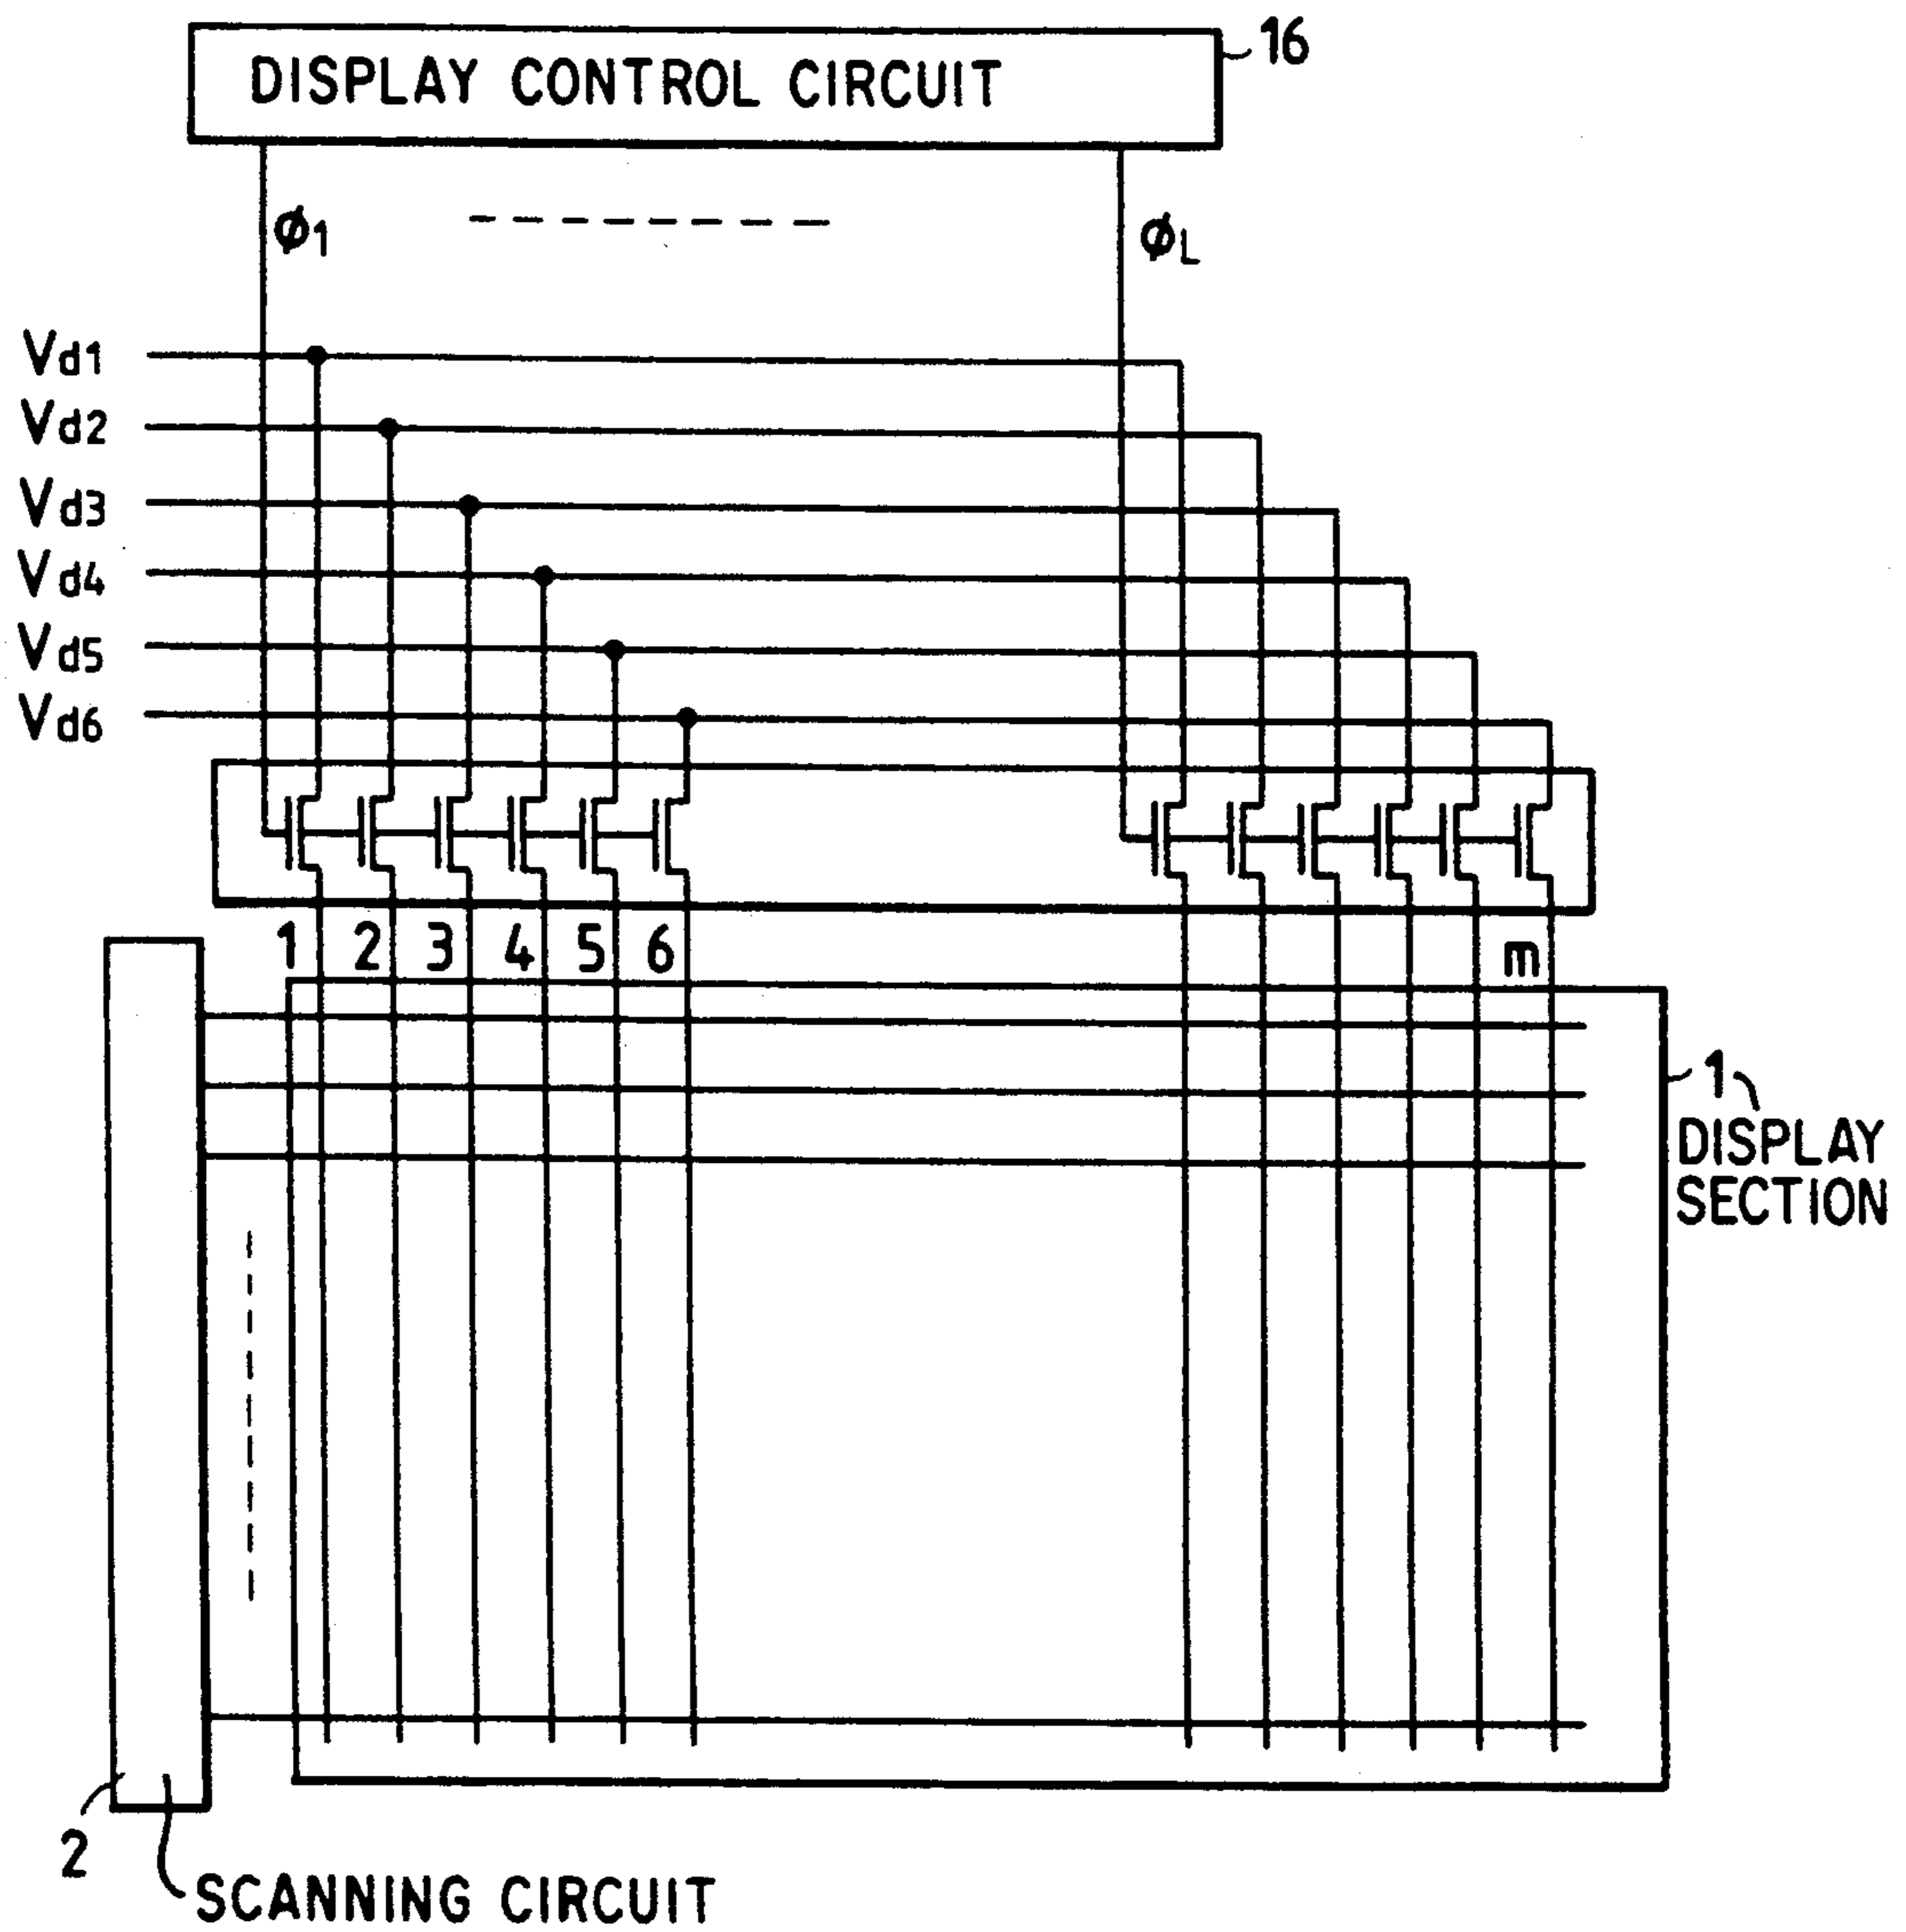 16
DISPLAY CONTROL CIRCUIT
ϕ1
ϕL
Vd1
Vd2
Vd3
Vd4
Vd5
Vd6
1 2 3 4 5 6 m
1
DISPLAY
SECTION
2
SCANNING CIRCUIT